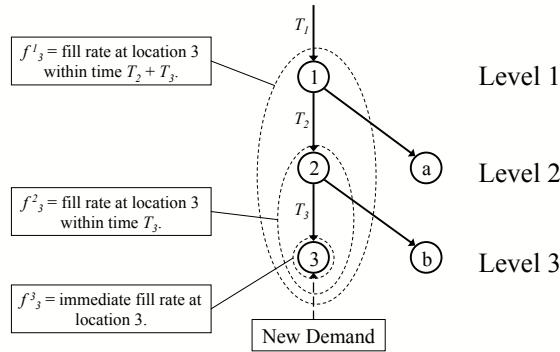 T₁
f¹₃ = fill rate at location 3
within time T₂ + T₃.
1
Level 1
T₂
2
a
Level 2
f²₃ = fill rate at location 3
within time T₃.
T₃
3
b
Level 3
f³₃ = immediate fill rate at
location 3.
New Demand